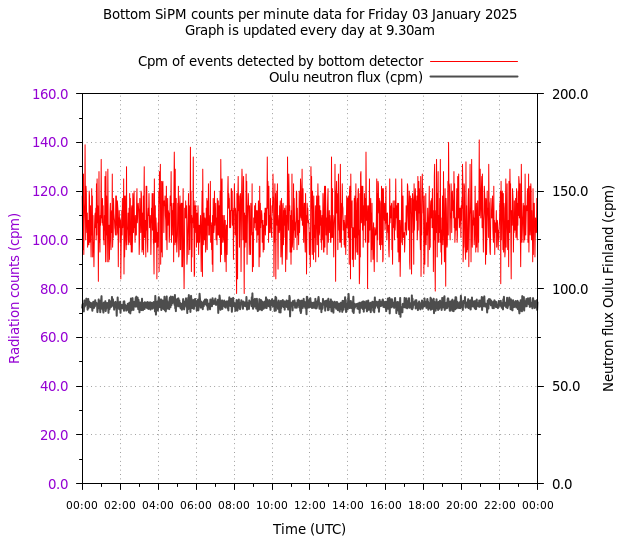 Bottom SiPM counts per minute data for Friday 03 January 2025
Graph is updated every day at 9.30am
Cpm of events detected by bottom detector
Oulu neutron flux (cpm)
160.0
140.0
120.0
100.0
80.0
60.0
40.0
20.0
0.0
Radiation counts (cpm)
200.0
150.0
100.0
50.0
0.0
Neutron flux Oulu Finland (cpm)
00:00 02:00 04:00 06:00 08:00 10:00 12:00 14:00 16:00 18:00 20:00 22:00 00:00
Time (UTC)